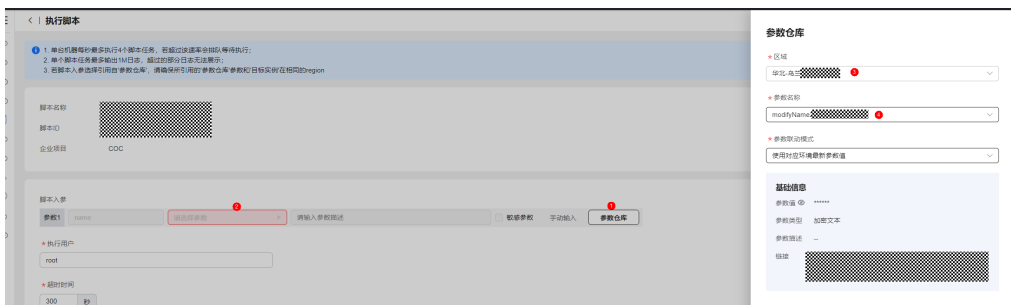 执行脚本
1. 单台机器每秒最多执行4个脚本任务，若超过该速率会排队等待执行；
2. 单个脚本任务最多输出1M日志，超过的部分日志无法展示；
3. 若脚本入参选择引用自'参数仓库'，请确保所引用的'参数仓库'参数和'目标实例'在相同的region
脚本名称
脚本ID
企业项目 COC
脚本入参
参数1 name 请选择参数 2 请输入参数描述 敏感参数 手动输入 参数仓库 1
* 执行用户
root
* 超时时间
300 秒
参数仓库
* 区域
华北-乌兰 3
* 参数名称
modifyName 4
* 参数联动模式
使用对应环境最新参数值
基础信息
参数值 ******
参数类型 加密文本
参数描述 --
链接